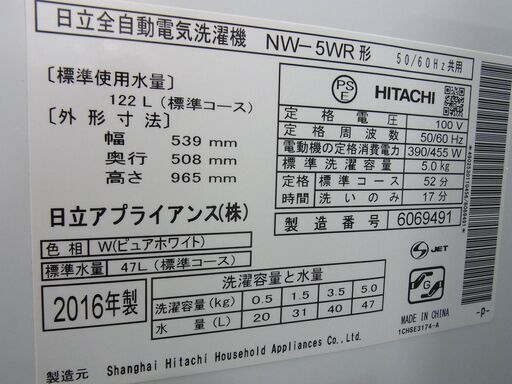 日立全自動電気洗濯機 NW-5WR形 50/60Hz共用
[標準使用水量]
122L(標準コース)
[外形寸法]
幅 539 mm
奥行 508 mm
高さ 965 mm
日立アプライアンス(株)
色相 W(ピュアホワイト)
標準水量 47L(標準コース)
PS
E
HITACHI
定格電圧 100 V
定格周波数 50/60 Hz
電動機の定格消費電力 390/455 W
標準洗濯容量 5.0kg
定格 標準コース 52分
時間 洗いのみ 17分
製造番号 6069491
S JET
2016年製
洗濯容量と水量
洗濯容量(kg) 0.5 1.5 3.5 5.0
水量(L) 20 31 40 47
G
MADE IN CHINA
1CHSE3174-A
-P-
製造元 Shanghai Hitachi Household Appliances Co., Ltd.